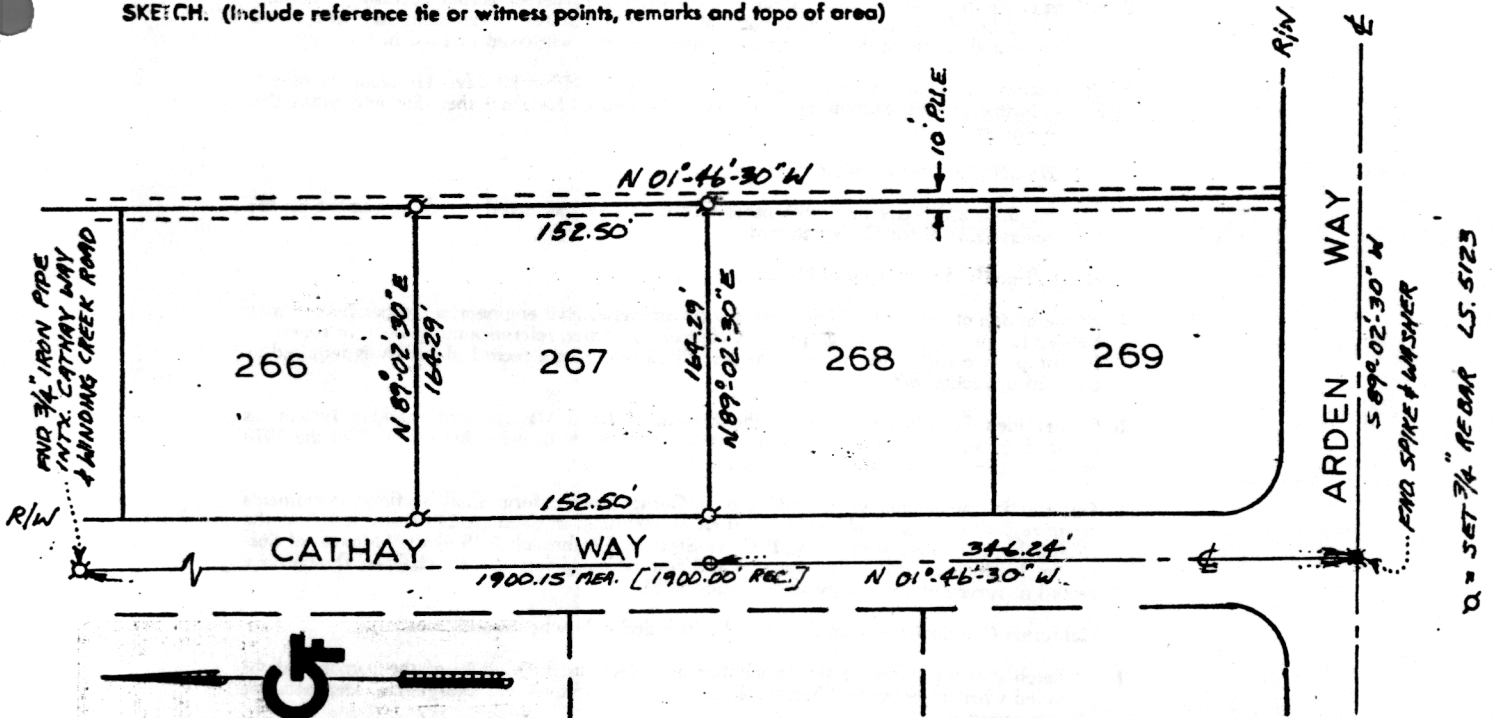 SKETCH. (Include reference tie or witness points, remarks and topo of area)
R/W
℄
10' P.U.E.
N 01°-46'-30" W
152.50'
FND 3/4" IRON PIPE
INTX. CATHAY WAY
& WINDING CREEK ROAD
N 89°-02'-30" E
164.29'
164.29'
N 89°-02'-30" E
266
267
268
269
ARDEN WAY
S 89°-02'-30" W
FND. SPIKE & WASHER
= SET 3/4" REBAR LS. 5123
152.50'
R/W
CATHAY WAY
346.24'
℄
1900.15' MEA. [1900.00' REC.]
N 01°-46'-30" W